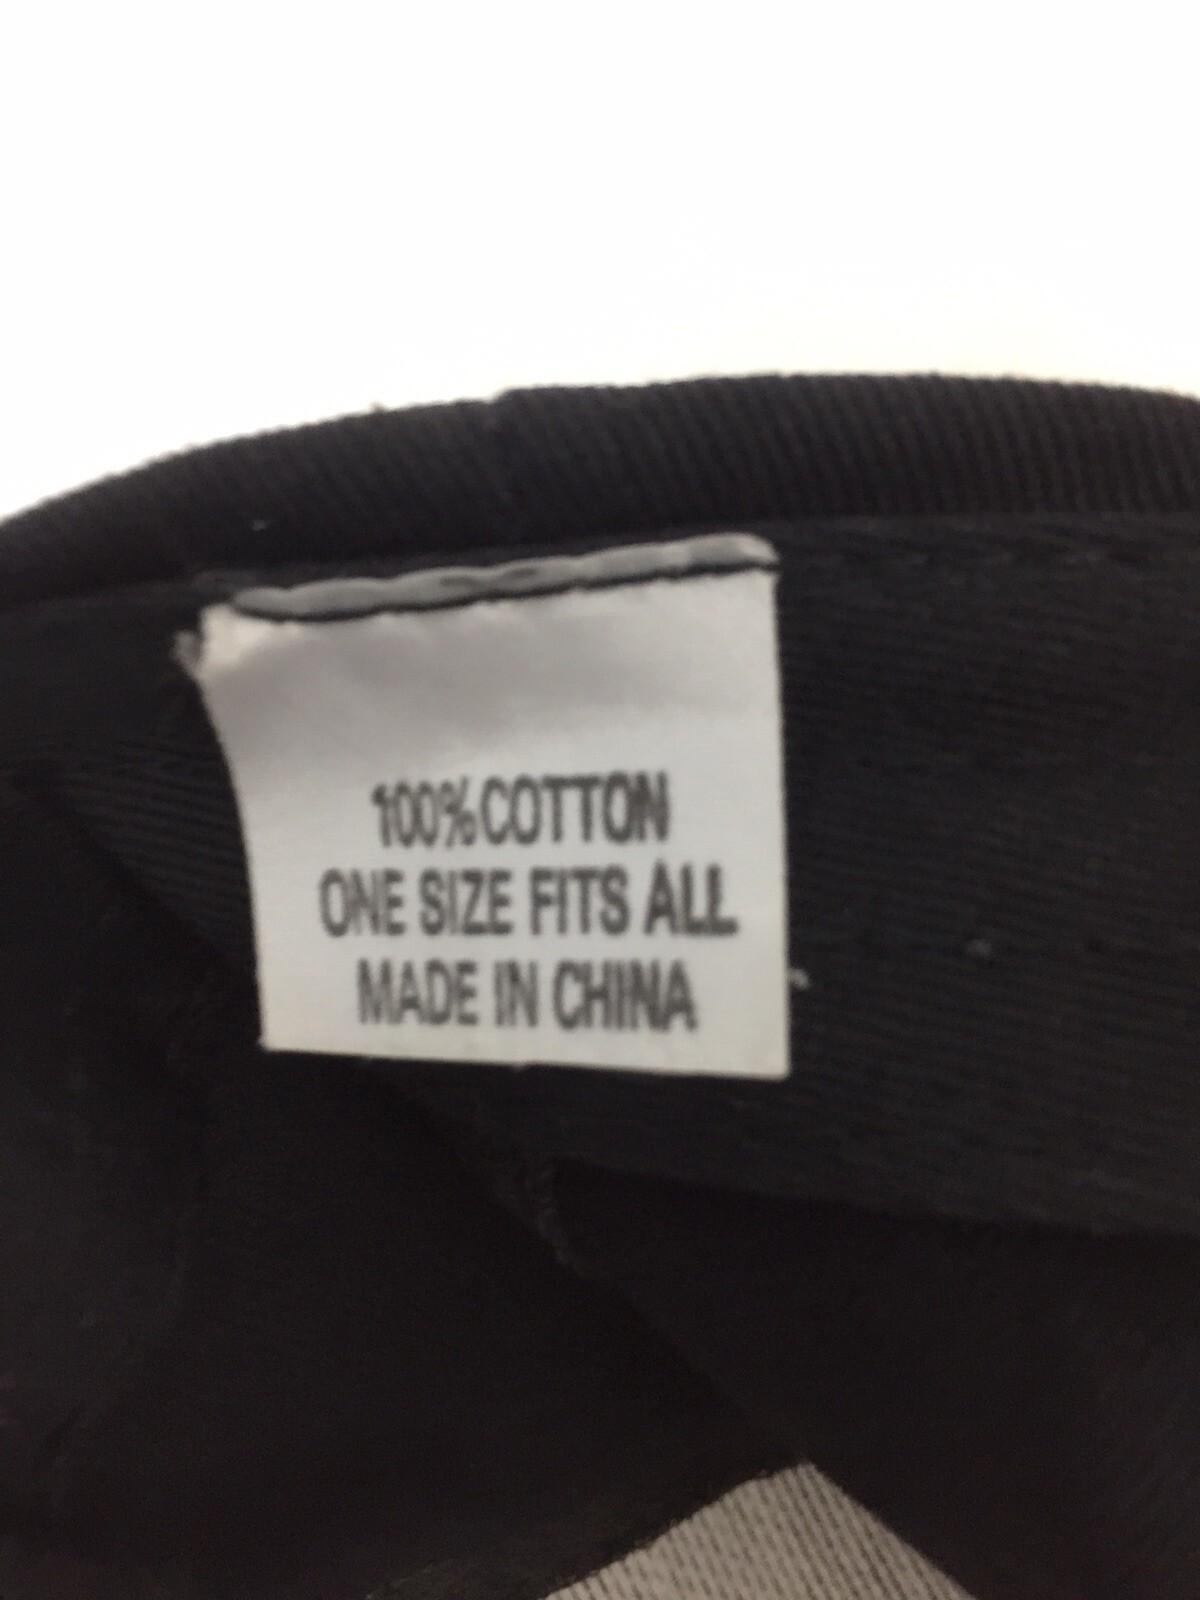 100%COTTON
ONE SIZE FITS ALL
MADE IN CHINA